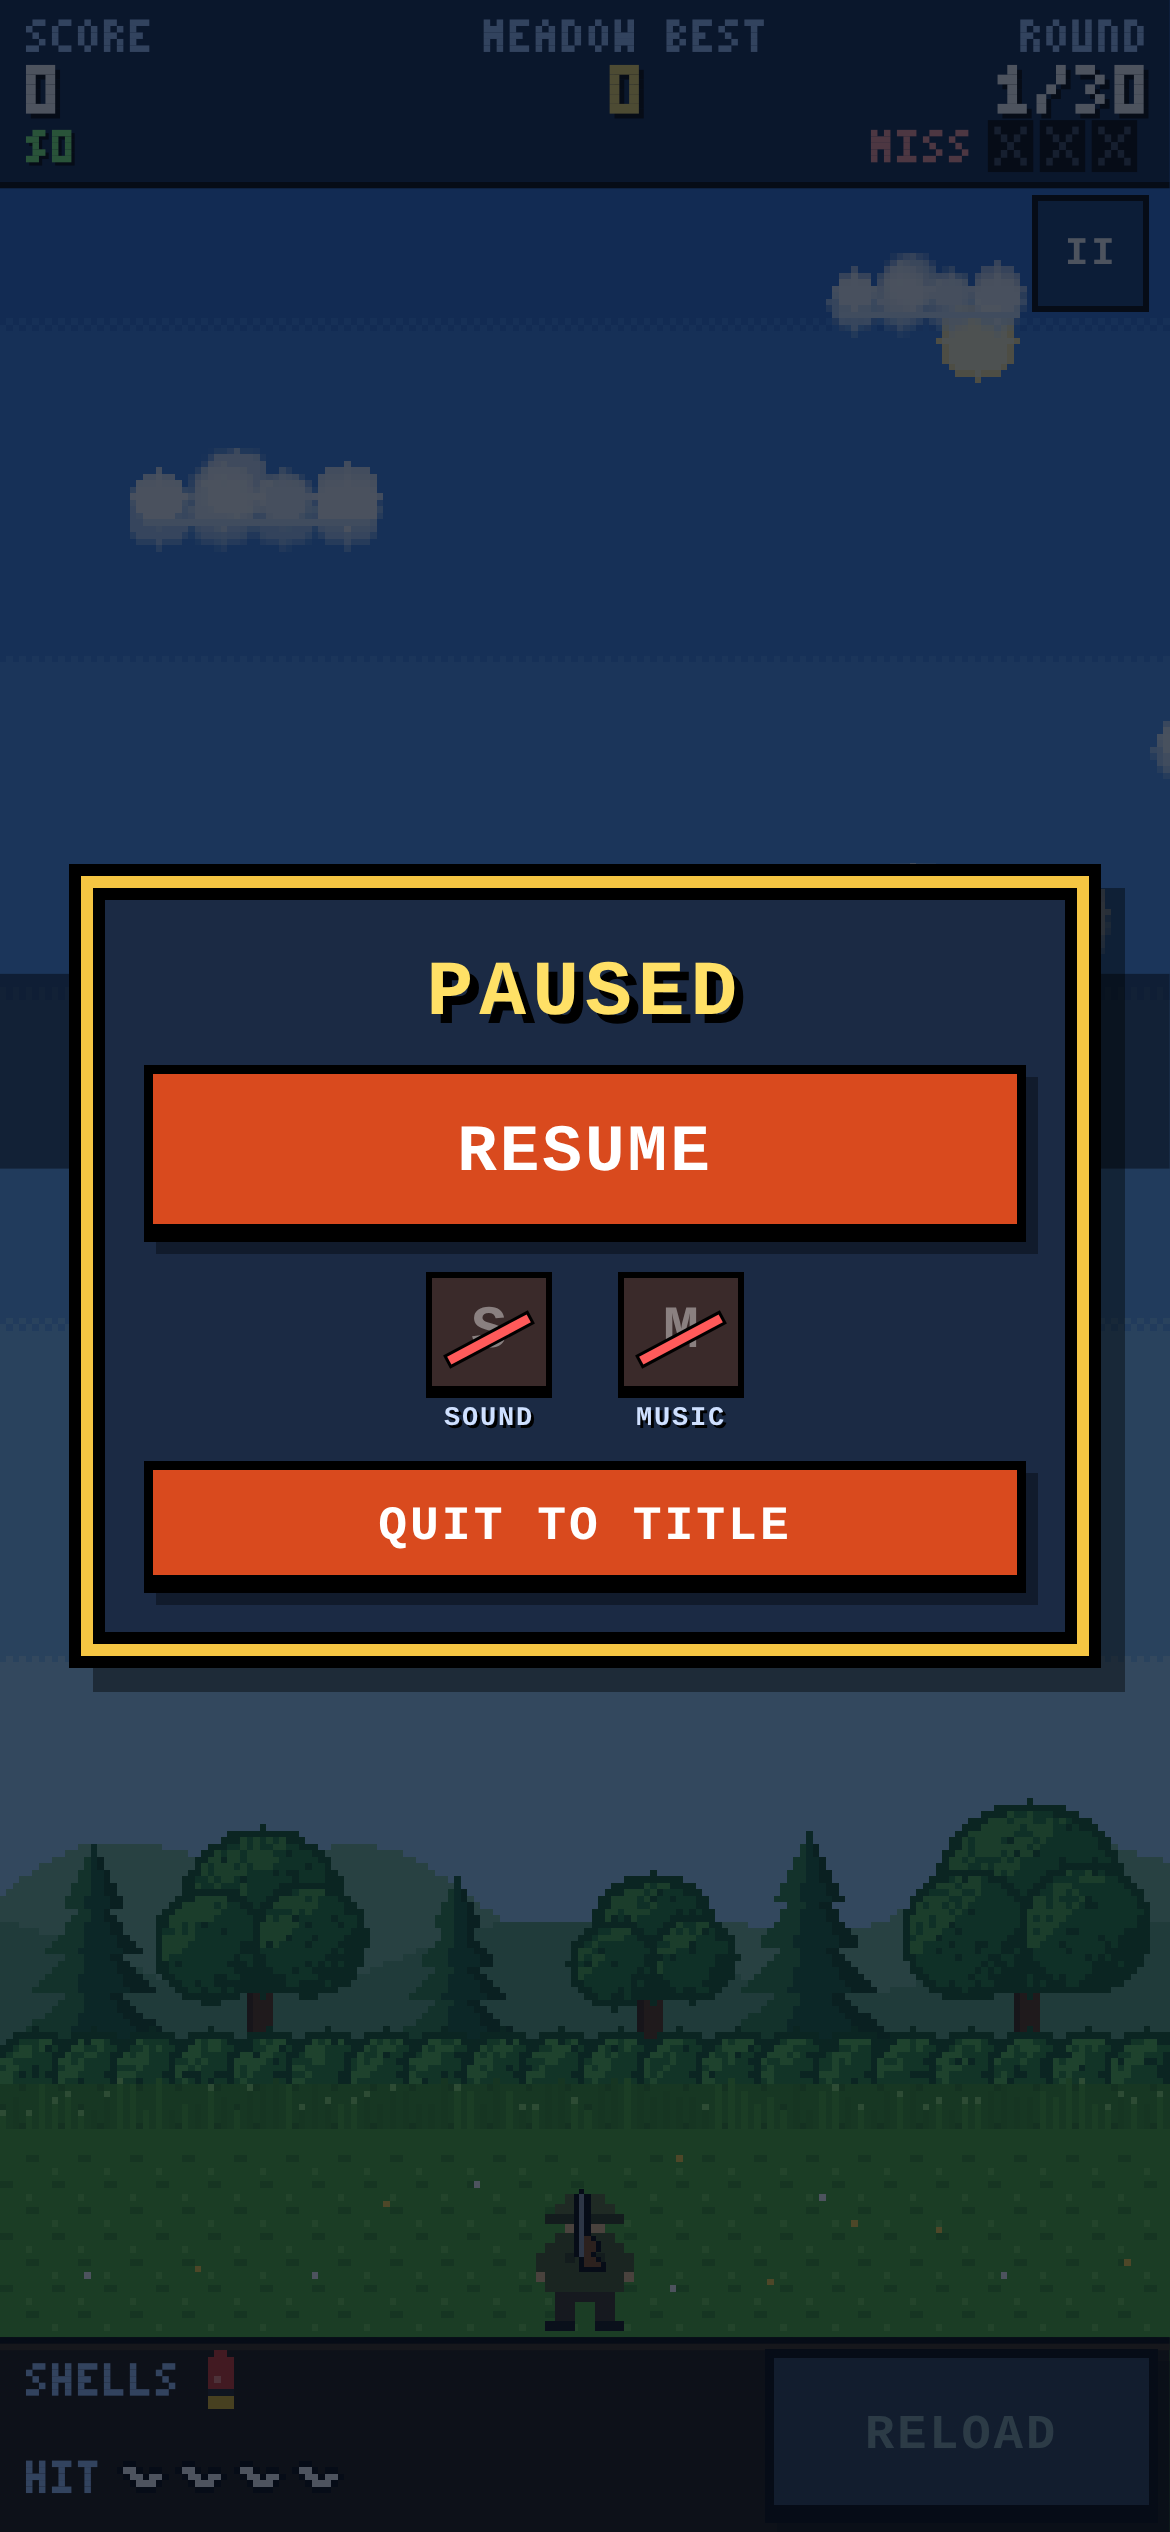 SCORE MEADOW BEST ROUND
0 0 1/30
$0 MISS X X X
II
PAUSED
RESUME
S M
SOUND MUSIC
QUIT TO TITLE
SHELLS
RELOAD
HIT